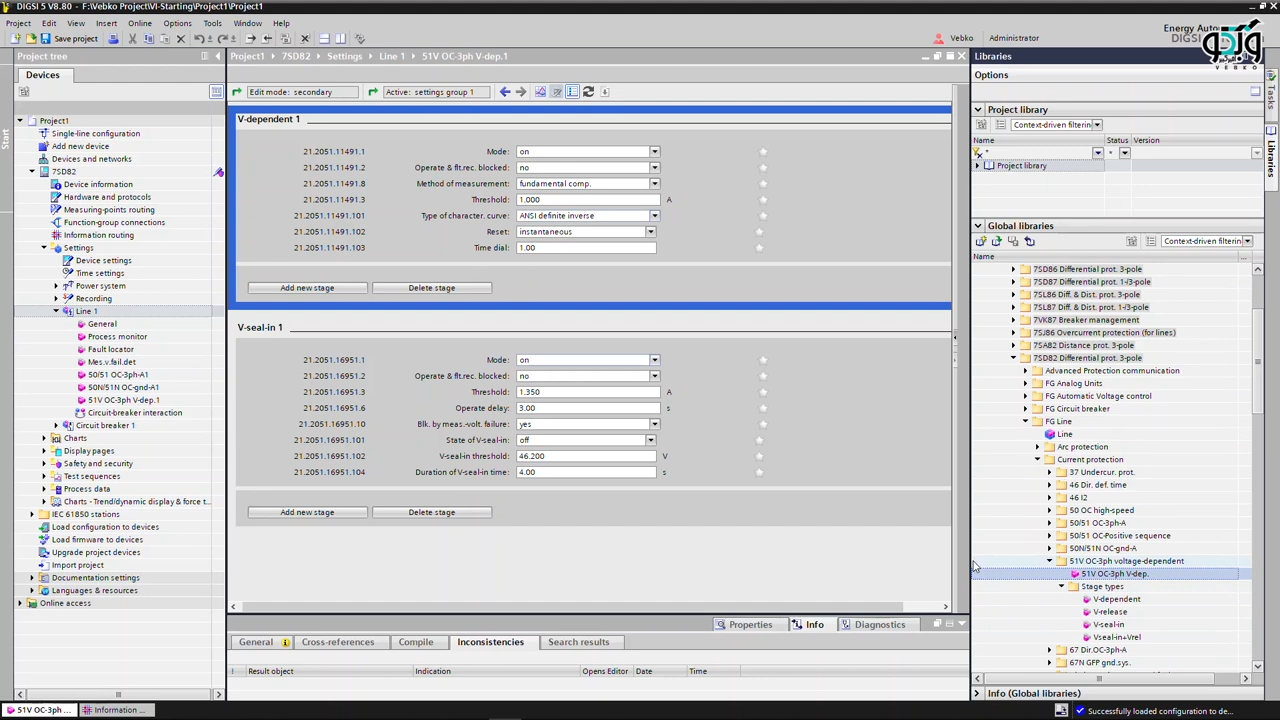 DIGSI 5 V8.80 - F:\Vebko Project\VI-Starting\Project1\Project1
Project Edit View Insert Online Options Tools Window Help
Energy Auto
DIGSI
وبکو
VEBKO
Save project
Vebko Administrator
Project tree
Project1 › 7SD82 › Settings › Line 1 › 51V OC-3ph V-dep.1
Libraries
Devices
Options
Start
Tasks
Libraries
Edit mode: secondary
Active: settings group 1
Project library
Context-driven filterin
Name Status Version
Project library
Project1
Single-line configuration
Add new device
Devices and networks
7SD82
Device information
Hardware and protocols
Measuring-points routing
Function-group connections
Information routing
Settings
Device settings
Time settings
Power system
Recording
Line 1
General
Process monitor
Fault locator
Mes.v.fail.det
50/51 OC-3ph-A1
50N/51N OC-gnd-A1
51V OC-3ph V-dep.1
Circuit-breaker interaction
Circuit breaker 1
Charts
Display pages
Safety and security
Test sequences
Process data
Charts - Trend/dynamic display & force t...
IEC 61850 stations
Load configuration to devices
Load firmware to devices
Upgrade project devices
Import project
Documentation settings
Languages & resources
Online access
V-dependent 1
21.2051.11491.1 Mode: on
21.2051.11491.2 Operate & flt.rec. blocked: no
21.2051.11491.8 Method of measurement: fundamental comp.
21.2051.11491.3 Threshold: 1.000 A
21.2051.11491.101 Type of character. curve: ANSI definite inverse
21.2051.11491.102 Reset: instantaneous
21.2051.11491.103 Time dial: 1.00
Add new stage Delete stage
V-seal-in 1
21.2051.16951.1 Mode: on
21.2051.16951.2 Operate & flt.rec. blocked: no
21.2051.16951.3 Threshold: 1.350 A
21.2051.16951.6 Operate delay: 3.00 s
21.2051.16951.10 Blk. by meas.-volt. failure: yes
21.2051.16951.101 State of V-seal-in: off
21.2051.16951.102 V-seal-in threshold: 46.200 V
21.2051.16951.104 Duration of V-seal-in time: 4.00 s
Add new stage Delete stage
Properties Info Diagnostics
General Cross-references Compile Inconsistencies Search results
! Result object Indication Opens Editor Date Time
Global libraries
Context-driven filterin
Name ...
7SD86 Differential prot. 3-pole
7SD87 Differential prot. 1-/3-pole
7SL86 Diff. & Dist. prot. 3-pole
7SL87 Diff. & Dist. prot. 1-/3-pole
7VK87 Breaker management
7SJ86 Overcurrent protection (for lines)
7SA82 Distance prot. 3-pole
7SD82 Differential prot. 3-pole
Advanced Protection communication
FG Analog Units
FG Automatic Voltage control
FG Circuit breaker
FG Line
Line
Arc protection
Current protection
37 Undercur. prot.
46 Dir. def. time
46 I2
50 OC high-speed
50/51 OC-3ph-A
50/51 OC-Positive sequence
50N/51N OC-gnd-A
51V OC-3ph voltage-dependent
51V OC-3ph V-dep.
Stage types
V-dependent
V-release
V-seal-in
Vseal-in+Vrel
67 Dir.OC-3ph-A
67N GFP gnd.sys.
Info (Global libraries)
51V OC-3ph ... Information ...
Successfully loaded configuration to de...